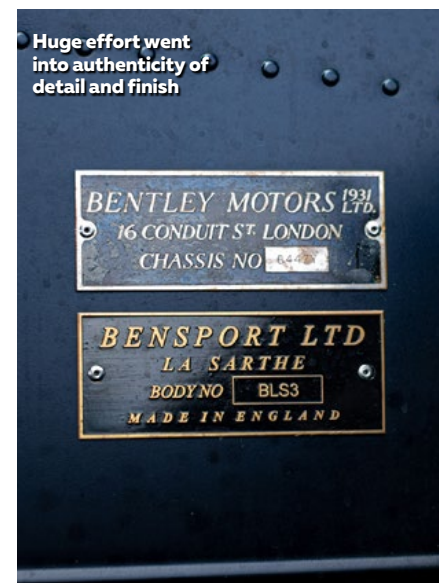 Huge effort went
into authenticity of
detail and finish
BENTLEY MOTORS 1931 LTD.
16 CONDUIT ST. LONDON
CHASSIS NO
BENSPORT LTD
LA SARTHE
BODY NO BLS3
MADE IN ENGLAND